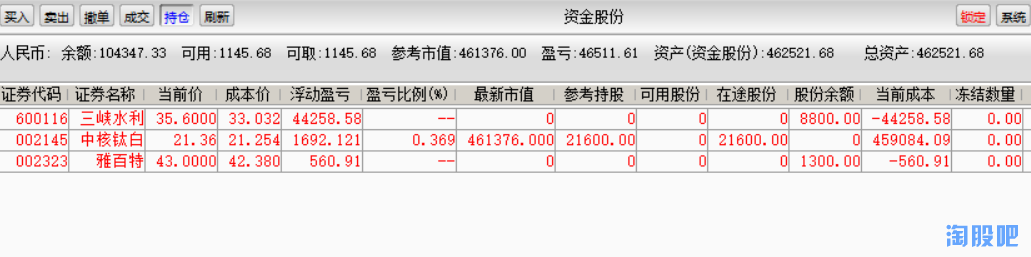 买入 卖出 撤单 成交 持仓 刷新 资金股份 锁定 系统
人民币: 余额:104347.33 可用:1145.68 可取:1145.68 参考市值:461376.00 盈亏:46511.61 资产(资金股份):462521.68 总资产:462521.68
证券代码 证券名称 当前价 成本价 浮动盈亏 盈亏比例(%) 最新市值 参考持股 可用股份 在途股份 股份余额 当前成本 冻结数量
600116 三峡水利 35.6000 33.032 44258.58 -- 0 0 0 0 8800.00 -44258.58 0.00
002145 中核钛白 21.36 21.254 1692.121 0.369 461376.000 21600.00 0 21600.00 0 459084.09 0.00
002323 雅百特 43.0000 42.380 560.91 -- 0 0 0 0 1300.00 -560.91 0.00
淘股吧